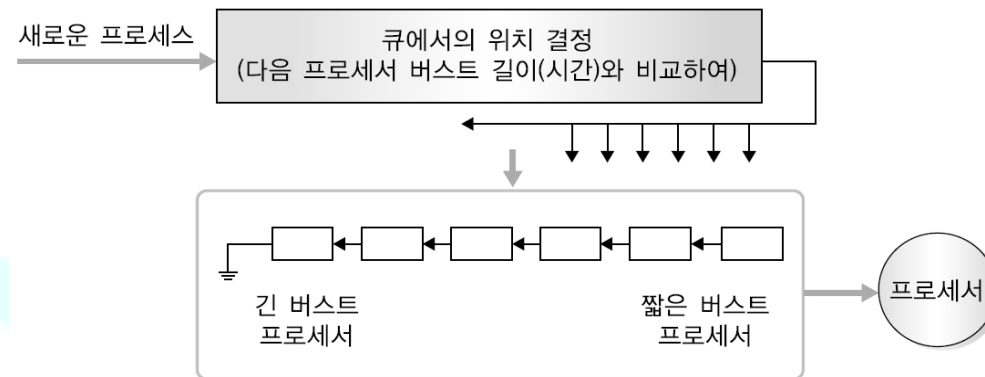 새로운 프로세스
큐에서의 위치 결정
(다음 프로세서 버스트 길이(시간)와 비교하여)
긴 버스트
프로세서
짧은 버스트
프로세서
프로세서